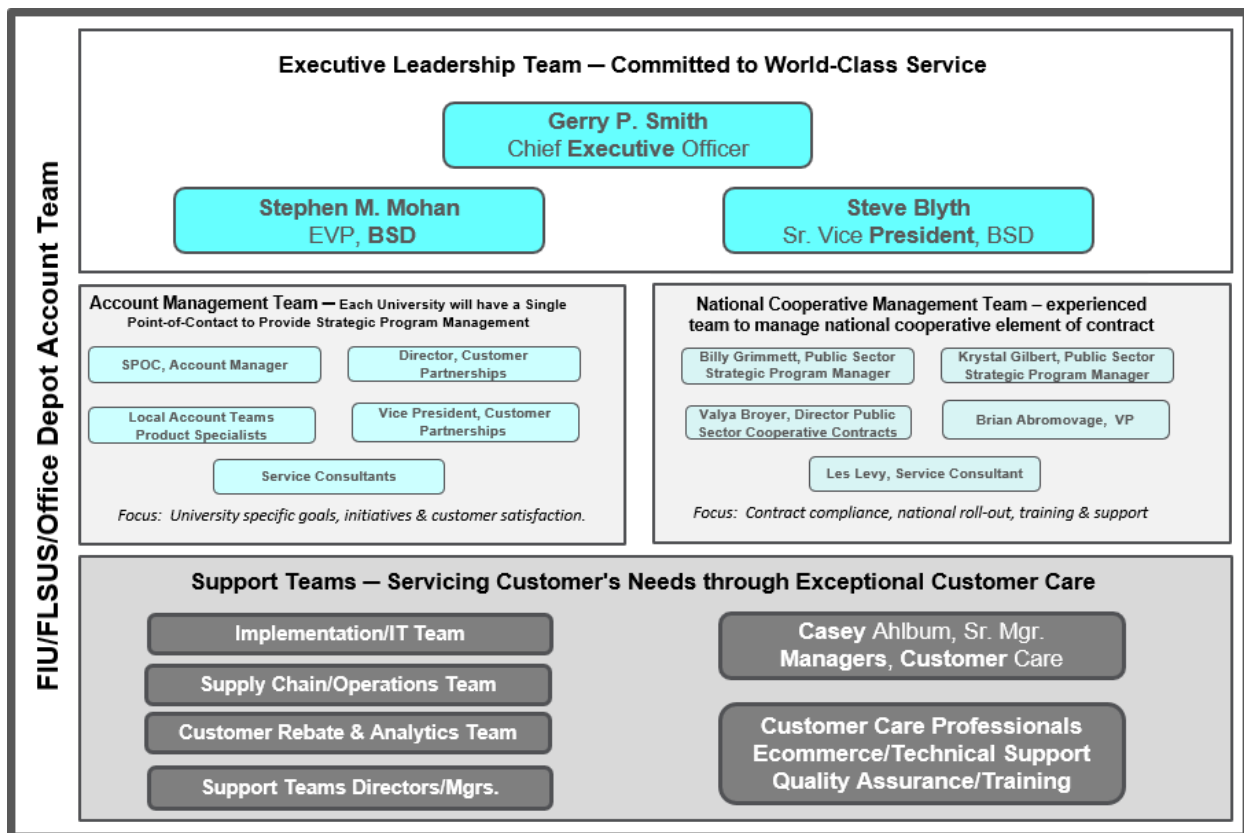 FIU/FLSUS/Office Depot Account Team
Executive Leadership Team — Committed to World-Class Service
Gerry P. Smith
Chief Executive Officer
Stephen M. Mohan
EVP, BSD
Steve Blyth
Sr. Vice President, BSD
Account Management Team — Each University will have a Single
Point-of-Contact to Provide Strategic Program Management
SPOC, Account Manager
Director, Customer
Partnerships
Local Account Teams
Product Specialists
Vice President, Customer
Partnerships
Service Consultants
Focus: University specific goals, initiatives & customer satisfaction.
National Cooperative Management Team – experienced
team to manage national cooperative element of contract
Billy Grimmett, Public Sector
Strategic Program Manager
Krystal Gilbert, Public Sector
Strategic Program Manager
Valya Broyer, Director Public
Sector Cooperative Contracts
Brian Abromovage, VP
Les Levy, Service Consultant
Focus: Contract compliance, national roll-out, training & support
Support Teams — Servicing Customer's Needs through Exceptional Customer Care
Implementation/IT Team
Supply Chain/Operations Team
Customer Rebate & Analytics Team
Support Teams Directors/Mgrs.
Casey Ahlbum, Sr. Mgr.
Managers, Customer Care
Customer Care Professionals
Ecommerce/Technical Support
Quality Assurance/Training